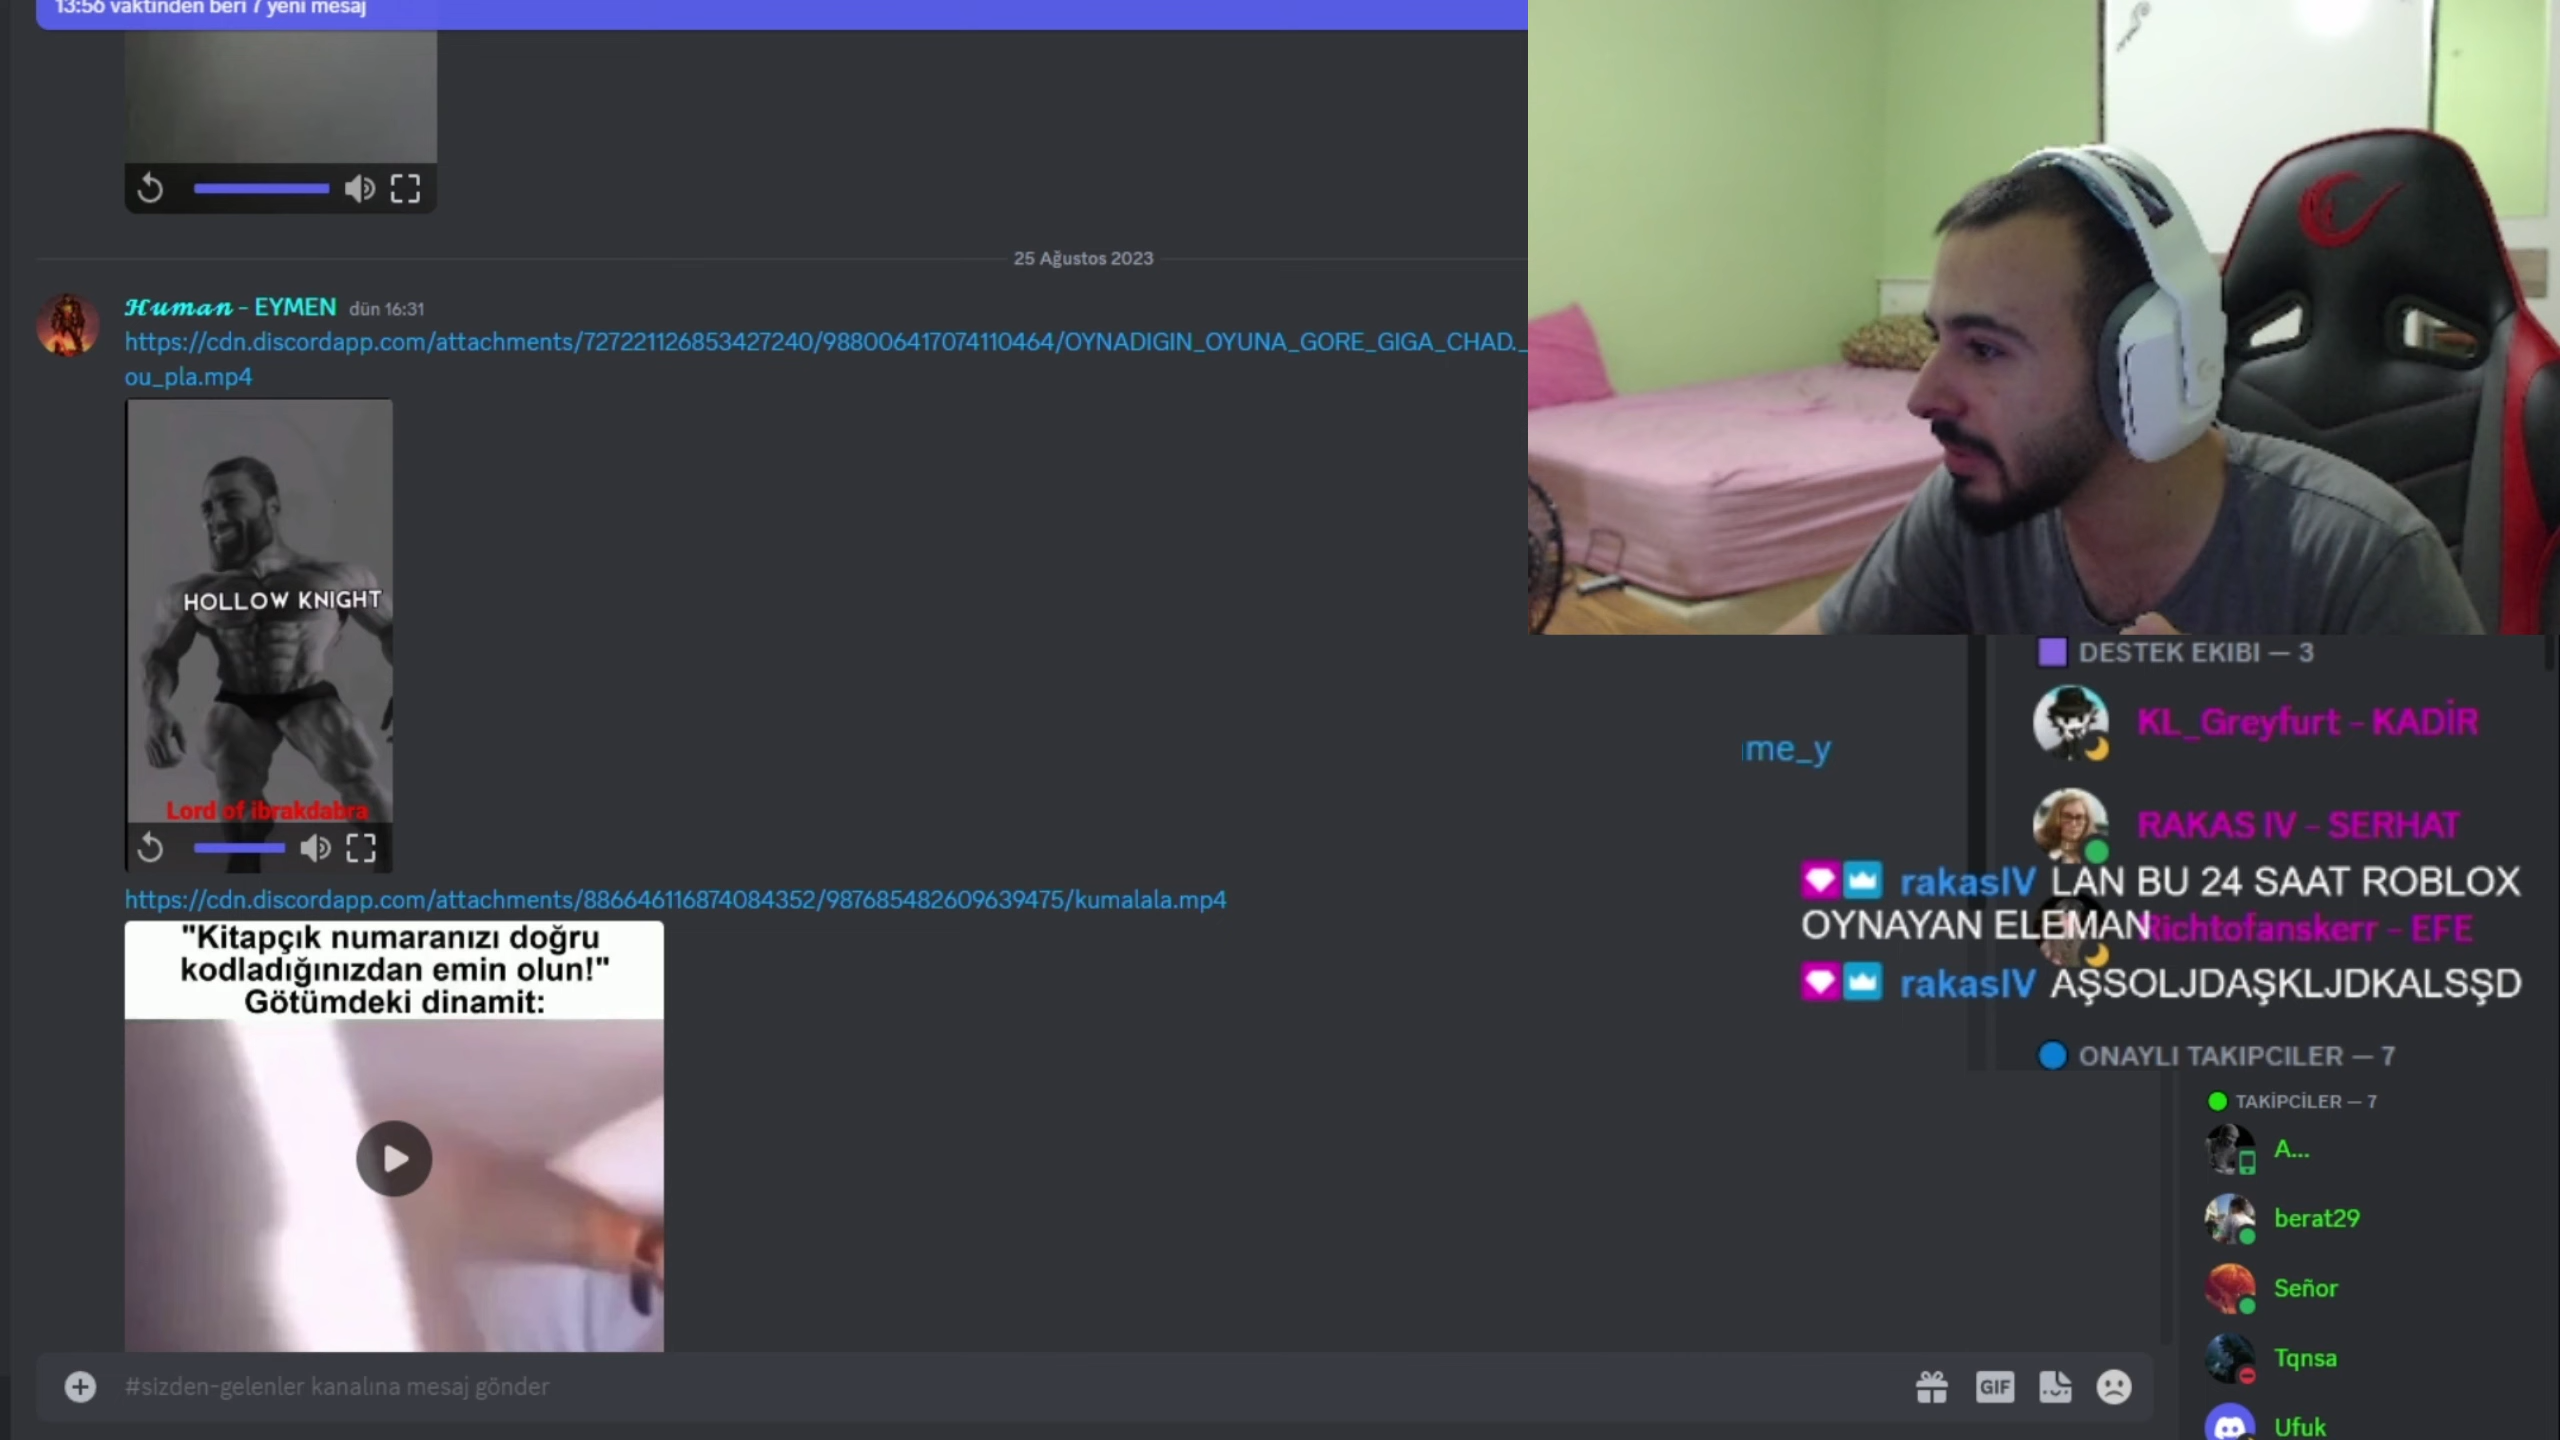 13:56 vaktinden beri 7 yeni mesaj
25 Ağustos 2023
Human - EYMEN dün 16:31
https://cdn.discordapp.com/attachments/727221126853427240/988006417074110464/OYNADIGIN_OYUNA_GORE_GIGA_CHAD._
ou_pla.mp4
HOLLOW KNIGHT
Lord of ibrakdabra
me_y
https://cdn.discordapp.com/attachments/886646116874084352/987685482609639475/kumalala.mp4
"Kitapçık numaranızı doğru
kodladığınızdan emin olun!"
Götümdeki dinamit:
DESTEK EKIBI — 3
KL_Greyfurt - KADİR
RAKAS IV - SERHAT
rakasIV LAN BU 24 SAAT ROBLOX
OYNAYAN ELEMAN
Richtofanskerr - EFE
rakasIV AŞSOLJDAŞKLJDKALSŞD
ONAYLI TAKIPCILER — 7
TAKİPCİLER — 7
A...
berat29
Señor
Tqnsa
Ufuk
#sizden-gelenler kanalına mesaj gönder
GIF